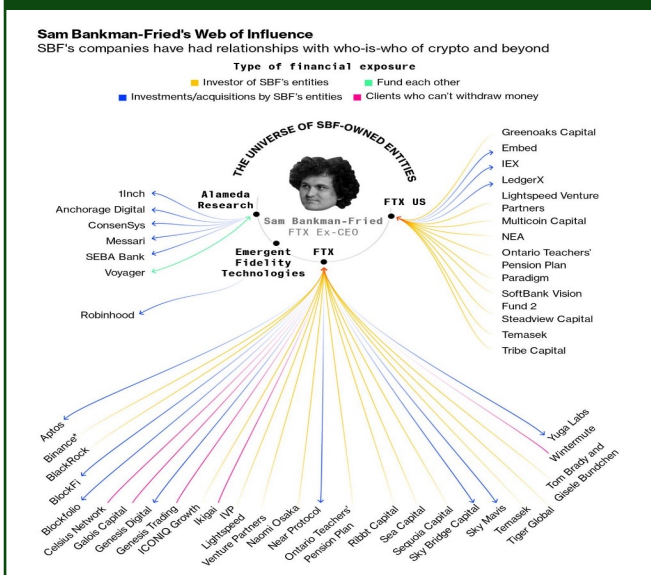 Sam Bankman-Fried's Web of Influence
SBF's companies have had relationships with who-is-who of crypto and beyond
Type of financial exposure
Investor of SBF's entities
Fund each other
Investments/acquisitions by SBF's entities
Clients who can't withdraw money
THE UNIVERSE OF SBF-OWNED ENTITIES
Alameda
Research
Sam Bankman-Fried
FTX Ex-CEO
FTX US
Emergent
Fidelity
Technologies
FTX
1Inch
Anchorage Digital
ConsenSys
Messari
SEBA Bank
Voyager
Robinhood
Greenoaks Capital
Embed
IEX
LedgerX
Lightspeed Venture
Partners
Multicoin Capital
NEA
Ontario Teachers'
Pension Plan
Paradigm
SoftBank Vision
Fund 2
Steadview Capital
Temasek
Tribe Capital
Aptos
Binance*
BlackRock
BlockFi
Blockfolio
Celsius Network
Galois Capital
Genesis Digital
Genesis Trading
ICONIQ Growth
Ikigai
IVP
Lightspeed
Venture Partners
Naomi Osaka
Near Protocol
Ontario Teachers'
Pension Plan
Ribbt Capital
Sea Capital
Sequoia Capital
Sky Bridge Capital
Sky Mavis
Temasek
Tiger Global
Tom Brady and
Gisele Bundchen
Wintermute
Yuga Labs